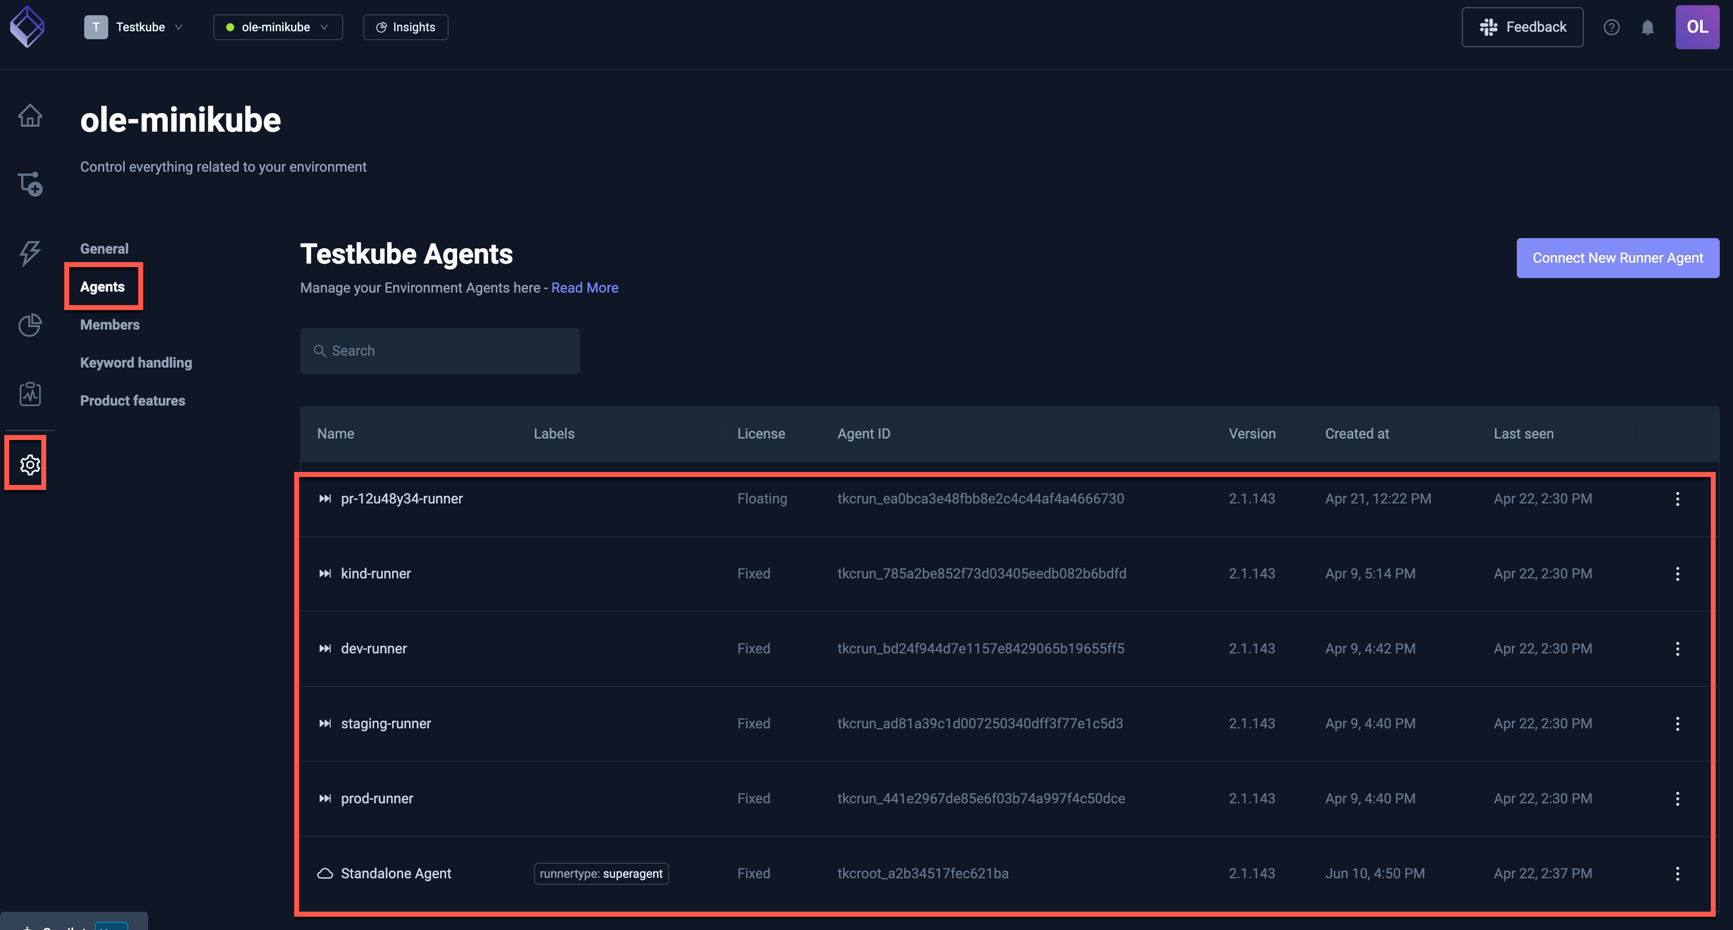 T Testkube ole-minikube Insights Feedback OL
ole-minikube
Control everything related to your environment
General
Agents
Members
Keyword handling
Product features
Testkube Agents
Connect New Runner Agent
Manage your Environment Agents here - Read More
Search
Name Labels License Agent ID Version Created at Last seen
pr-12u48y34-runner Floating tkcrun_ea0bca3e48fbb8e2c4c44af4a4666730 2.1.143 Apr 21, 12:22 PM Apr 22, 2:30 PM
kind-runner Fixed tkcrun_785a2be852f73d03405eedb082b6bdfd 2.1.143 Apr 9, 5:14 PM Apr 22, 2:30 PM
dev-runner Fixed tkcrun_bd24f944d7e1157e8429065b19655ff5 2.1.143 Apr 9, 4:42 PM Apr 22, 2:30 PM
staging-runner Fixed tkcrun_ad81a39c1d007250340dff3f77e1c5d3 2.1.143 Apr 9, 4:40 PM Apr 22, 2:30 PM
prod-runner Fixed tkcrun_441e2967de85e6f03b74a997f4c50dce 2.1.143 Apr 9, 4:40 PM Apr 22, 2:30 PM
Standalone Agent runnertype: superagent Fixed tkcroot_a2b34517fec621ba 2.1.143 Jun 10, 4:50 PM Apr 22, 2:37 PM